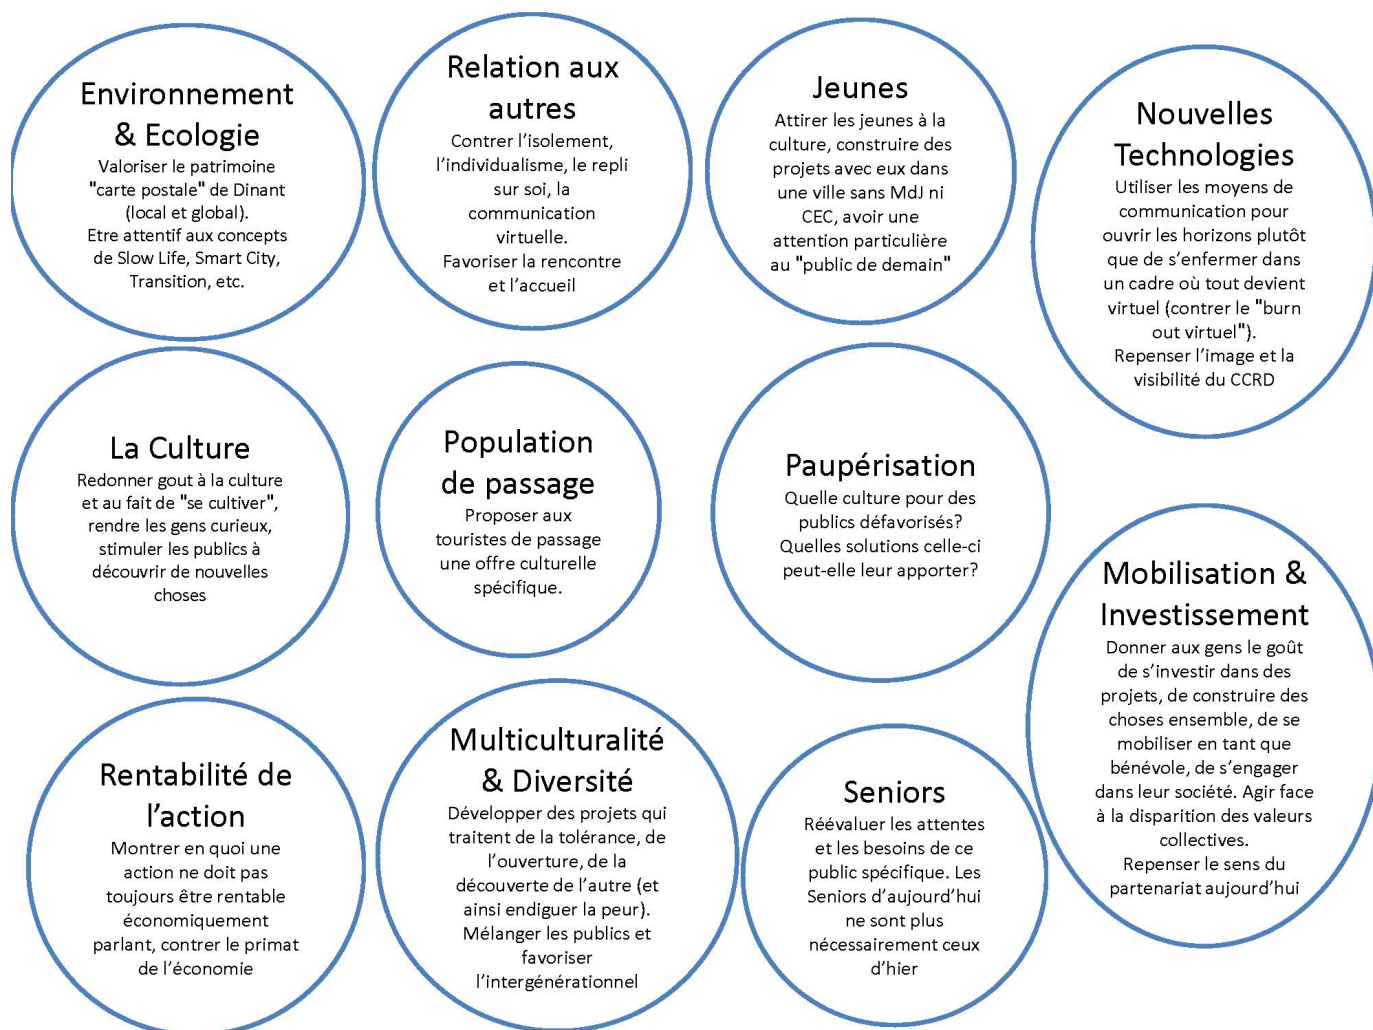 Environnement
& Ecologie
Valoriser le patrimoine
"carte postale" de Dinant
(local et global).
Etre attentif aux concepts
de Slow Life, Smart City,
Transition, etc.
Relation aux
autres
Contrer l'isolement,
l'individualisme, le repli
sur soi, la
communication
virtuelle.
Favoriser la rencontre
et l'accueil
Jeunes
Attirer les jeunes à la
culture, construire des
projets avec eux dans
une ville sans MdJ ni
CEC, avoir une
attention particulière
au "public de demain"
Nouvelles
Technologies
Utiliser les moyens de
communication pour
ouvrir les horizons plutôt
que de s'enfermer dans
un cadre où tout devient
virtuel (contrer le "burn
out virtuel").
Repenser l'image et la
visibilité du CCRD
La Culture
Redonner gout à la culture
et au fait de "se cultiver",
rendre les gens curieux,
stimuler les publics à
découvrir de nouvelles
choses
Population
de passage
Proposer aux
touristes de passage
une offre culturelle
spécifique.
Paupérisation
Quelle culture pour des
publics défavorisés?
Quelles solutions celle-ci
peut-elle leur apporter?
Mobilisation &
Investissement
Donner aux gens le goût
de s'investir dans des
projets, de construire des
choses ensemble, de se
mobiliser en tant que
bénévole, de s'engager
dans leur société. Agir face
à la disparition des valeurs
collectives.
Repenser le sens du
partenariat aujourd'hui
Rentabilité de
l'action
Montrer en quoi une
action ne doit pas
toujours être rentable
économiquement
parlant, contrer le primat
de l'économie
Multiculturalité
& Diversité
Développer des projets qui
traitent de la tolérance, de
l'ouverture, de la
découverte de l'autre (et
ainsi endiguer la peur).
Mélanger les publics et
favoriser
l'intergénérationnel
Seniors
Réévaluer les attentes
et les besoins de ce
public spécifique. Les
Seniors d'aujourd'hui
ne sont plus
nécessairement ceux
d'hier